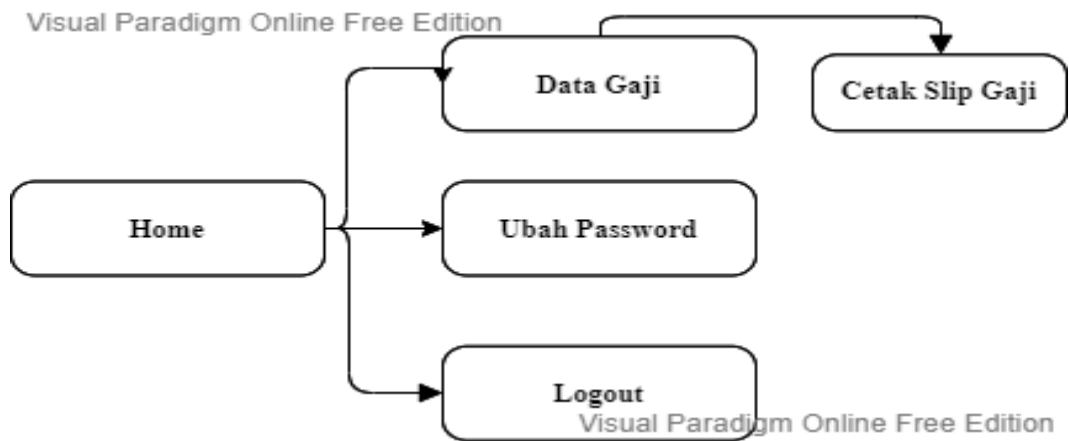 Visual Paradigm Online Free Edition
Data Gaji
Cetak Slip Gaji
Home
Ubah Password
Logout
Visual Paradigm Online Free Edition